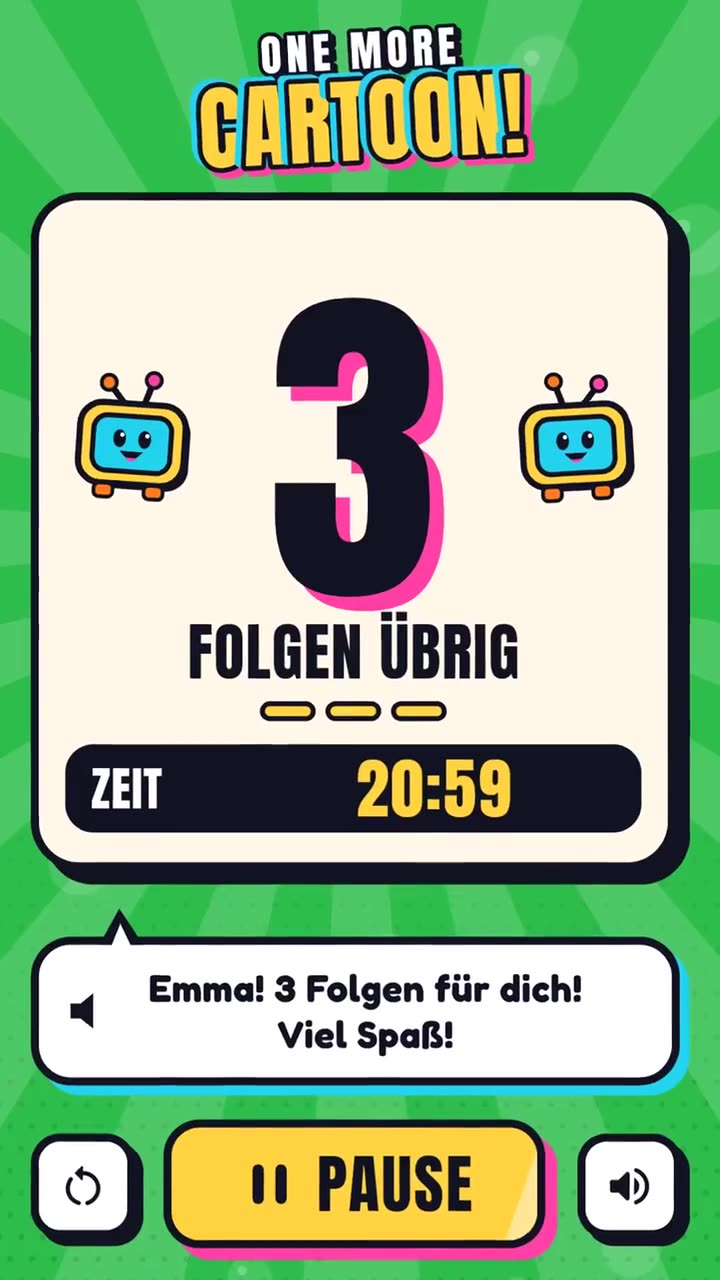 ONE MORE
CARTOON!
3
FOLGEN ÜBRIG
ZEIT 20:59
Emma! 3 Folgen für dich!
Viel Spaß!
PAUSE